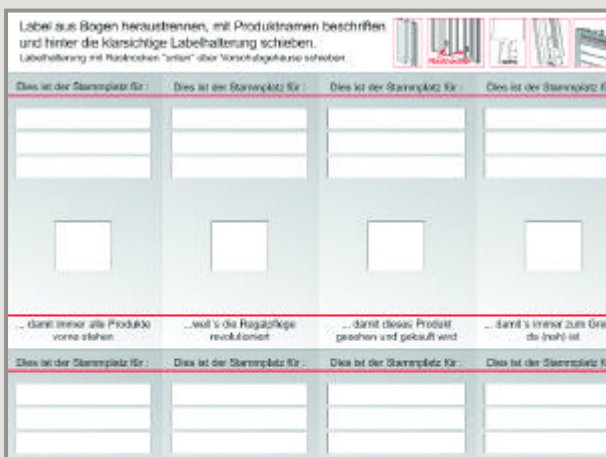 Label aus Bogen heraustrennen, mit Produktnamen beschriften
und hinter die klarsichtige Labelhalterung schieben.
Labelhalterung mit Rastnocken "unten" über Vorschubgehäuse schieben
Rastnocken
Dies ist der Stammplatz für :
Dies ist der Stammplatz für :
Dies ist der Stammplatz für :
Dies ist der Stammplatz f
... damit immer alle Produkte
vorne stehen
...weil's die Regalpflege
revolutioniert
... damit dieses Produkt
gesehen und gekauft wird
... damit's immer zum Gre
da (nah) ist
Dies ist der Stammplatz für :
Dies ist der Stammplatz für :
Dies ist der Stammplatz für :
Dies ist der Stammplatz f